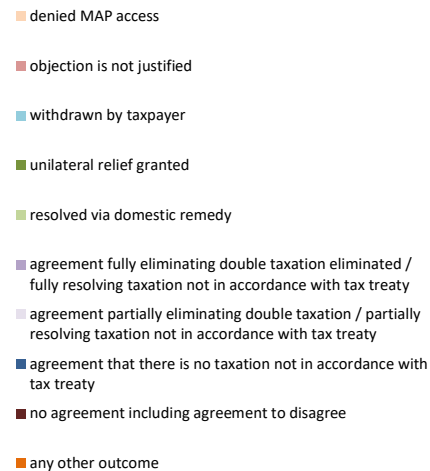 denied MAP access
objection is not justified
withdrawn by taxpayer
unilateral relief granted
resolved via domestic remedy
agreement fully eliminating double taxation eliminated /
fully resolving taxation not in accordance with tax treaty
agreement partially eliminating double taxation / partially
resolving taxation not in accordance with tax treaty
agreement that there is no taxation not in accordance with
tax treaty
no agreement including agreement to disagree
any other outcome